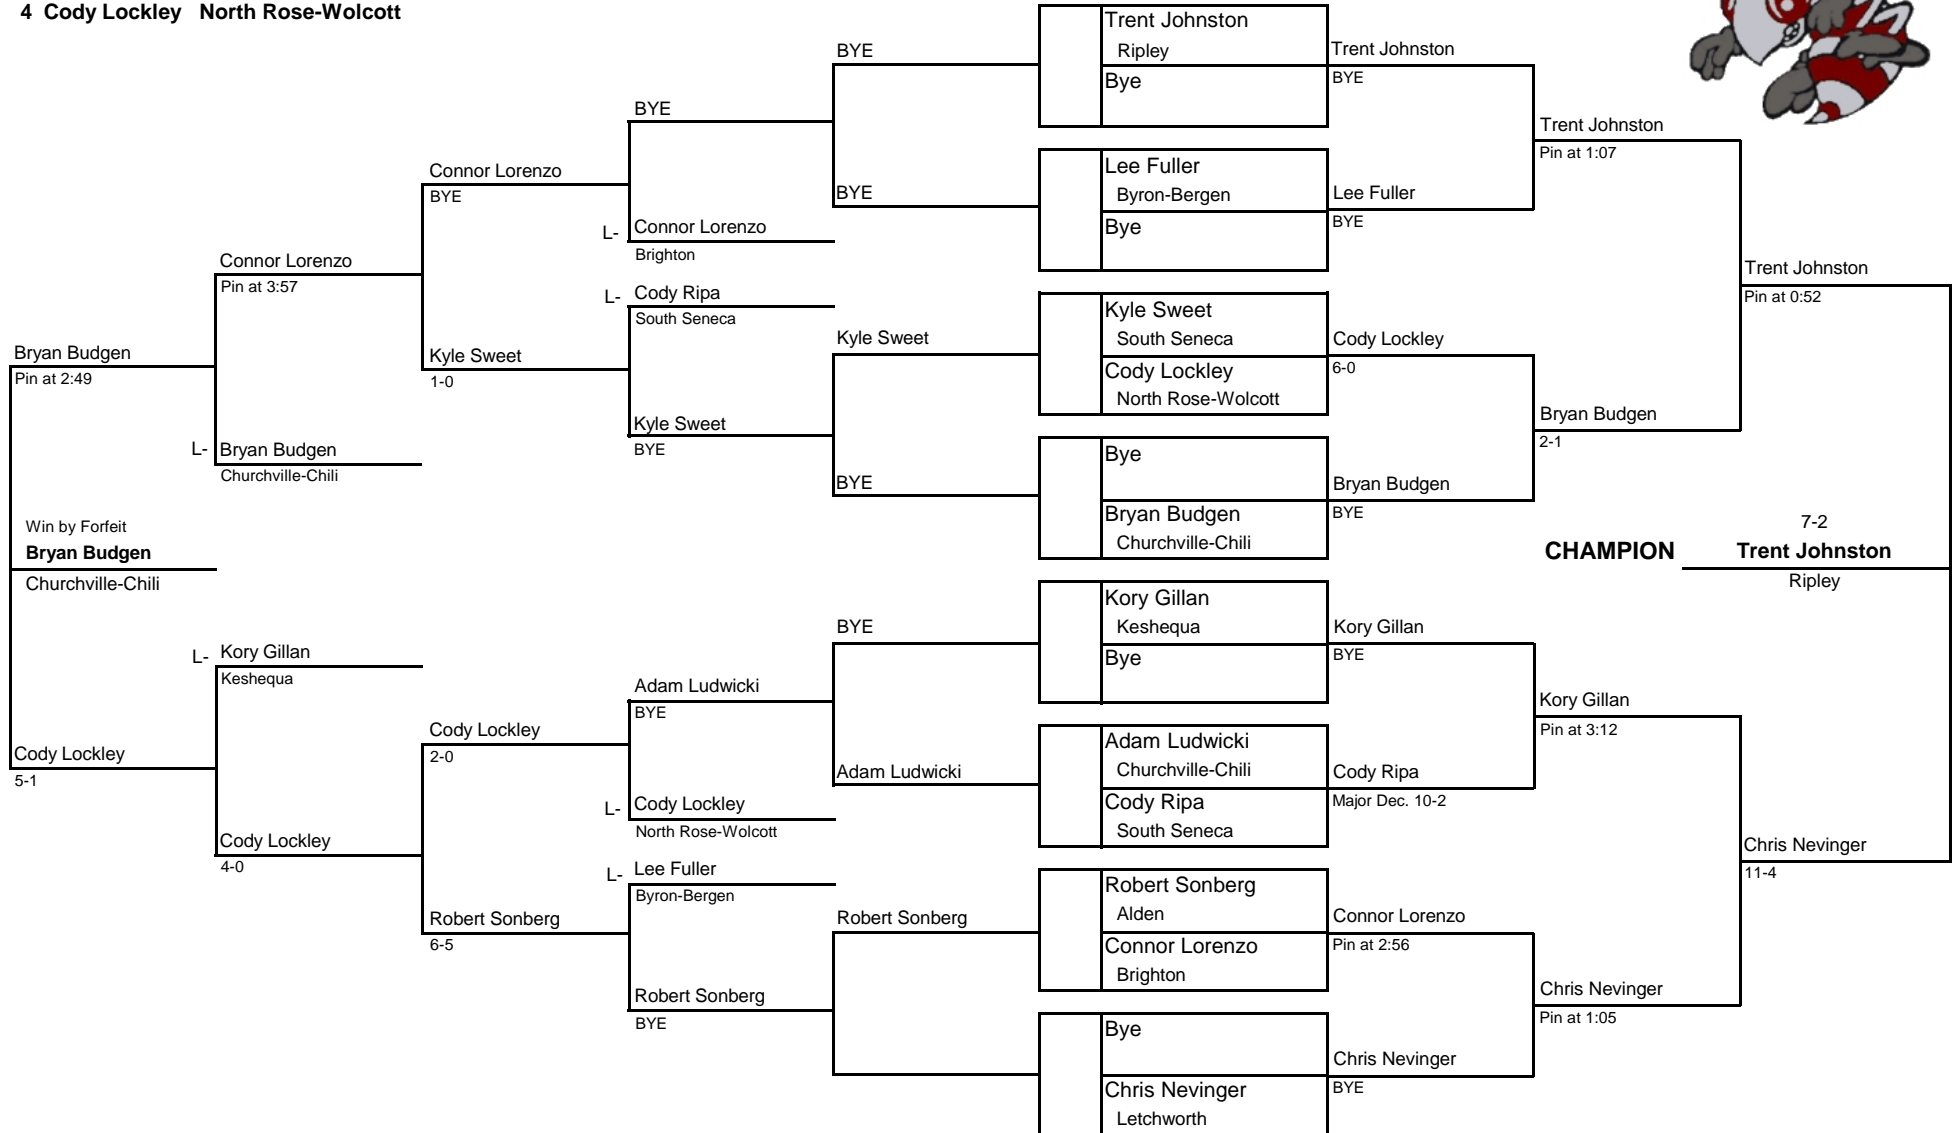 4 Cody Lockley North Rose-Wolcott
BYE
BYE
Connor Lorenzo
BYE
L- Connor Lorenzo
Brighton
BYE
Connor Lorenzo
Pin at 3:57
L- Cody Ripa
South Seneca
Kyle Sweet
Bryan Budgen
Pin at 2:49
Kyle Sweet
1-0
Kyle Sweet
BYE
L- Bryan Budgen
Churchville-Chili
BYE
Win by Forfeit
Bryan Budgen
Churchville-Chili
BYE
L- Kory Gillan
Keshequa
Adam Ludwicki
BYE
Cody Lockley
2-0
Cody Lockley
5-1
Adam Ludwicki
L- Cody Lockley
North Rose-Wolcott
Cody Lockley
4-0
L- Lee Fuller
Byron-Bergen
Robert Sonberg
6-5
Robert Sonberg
Robert Sonberg
BYE
Trent Johnston
Ripley
Bye
Lee Fuller
Byron-Bergen
Bye
Kyle Sweet
South Seneca
Cody Lockley
North Rose-Wolcott
Bye
Bryan Budgen
Churchville-Chili
Kory Gillan
Keshequa
Bye
Adam Ludwicki
Churchville-Chili
Cody Ripa
South Seneca
Robert Sonberg
Alden
Connor Lorenzo
Brighton
Bye
Chris Nevinger
Letchworth
Trent Johnston
BYE
Lee Fuller
BYE
Cody Lockley
6-0
Bryan Budgen
BYE
Kory Gillan
BYE
Cody Ripa
Major Dec. 10-2
Connor Lorenzo
Pin at 2:56
Chris Nevinger
BYE
Trent Johnston
Pin at 1:07
Bryan Budgen
2-1
Kory Gillan
Pin at 3:12
Chris Nevinger
Pin at 1:05
Trent Johnston
Pin at 0:52
Chris Nevinger
11-4
7-2
CHAMPION Trent Johnston
Ripley